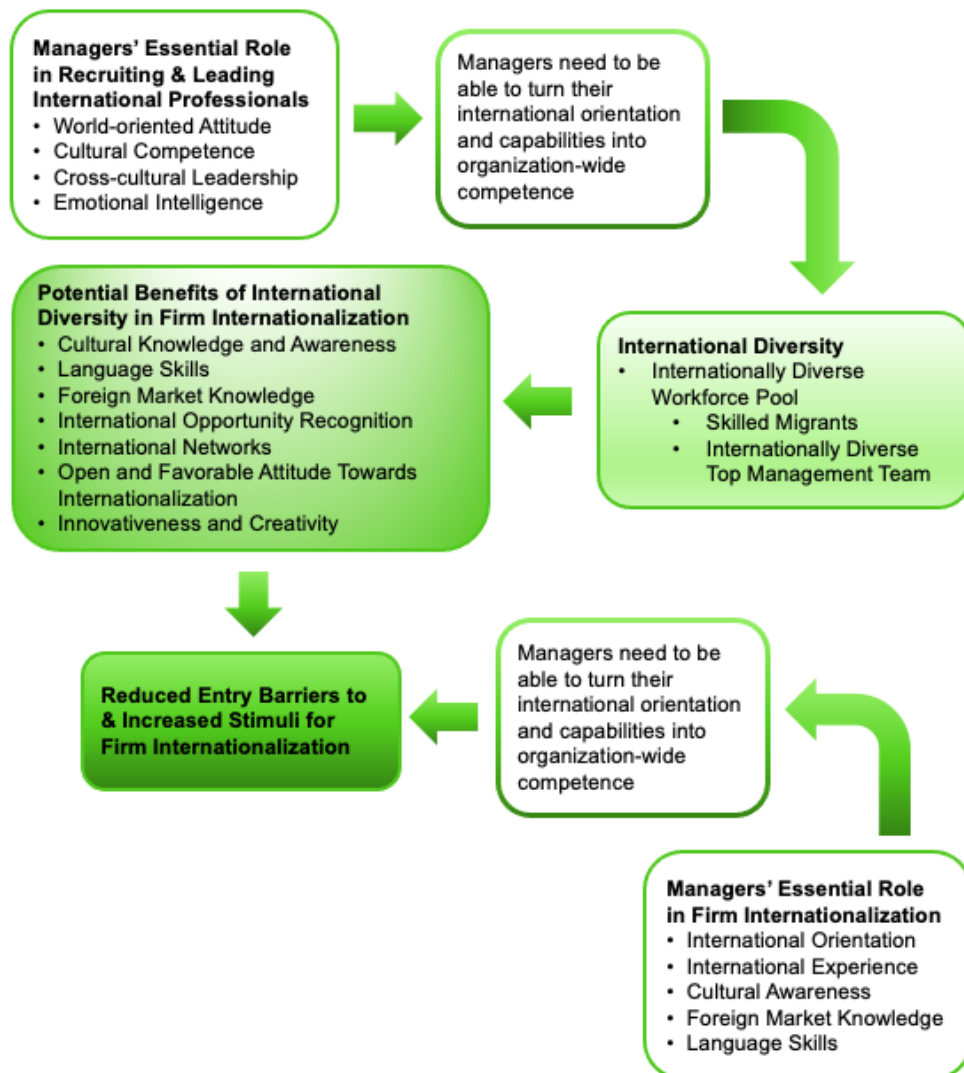 Managers' Essential Role
in Recruiting & Leading
International Professionals
• World-oriented Attitude
• Cultural Competence
• Cross-cultural Leadership
• Emotional Intelligence
Managers need to be
able to turn their
international orientation
and capabilities into
organization-wide
competence
Potential Benefits of International
Diversity in Firm Internationalization
• Cultural Knowledge and Awareness
• Language Skills
• Foreign Market Knowledge
• International Opportunity Recognition
• International Networks
• Open and Favorable Attitude Towards
Internationalization
• Innovativeness and Creativity
International Diversity
• Internationally Diverse
Workforce Pool
• Skilled Migrants
• Internationally Diverse
Top Management Team
Reduced Entry Barriers to
& Increased Stimuli for
Firm Internationalization
Managers need to be
able to turn their
international orientation
and capabilities into
organization-wide
competence
Managers' Essential Role
in Firm Internationalization
• International Orientation
• International Experience
• Cultural Awareness
• Foreign Market Knowledge
• Language Skills